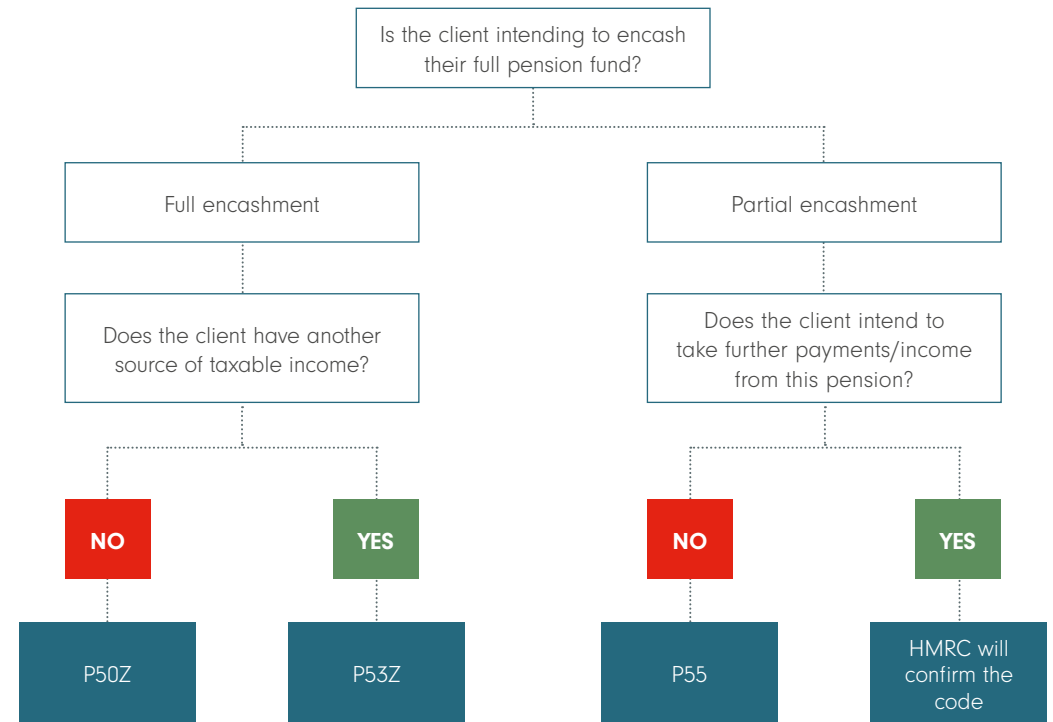 Is the client intending to encash
their full pension fund?
Full encashment
Partial encashment
Does the client have another
source of taxable income?
Does the client intend to
take further payments/income
from this pension?
NO
YES
NO
YES
P50Z
P53Z
P55
HMRC will
confirm the
code